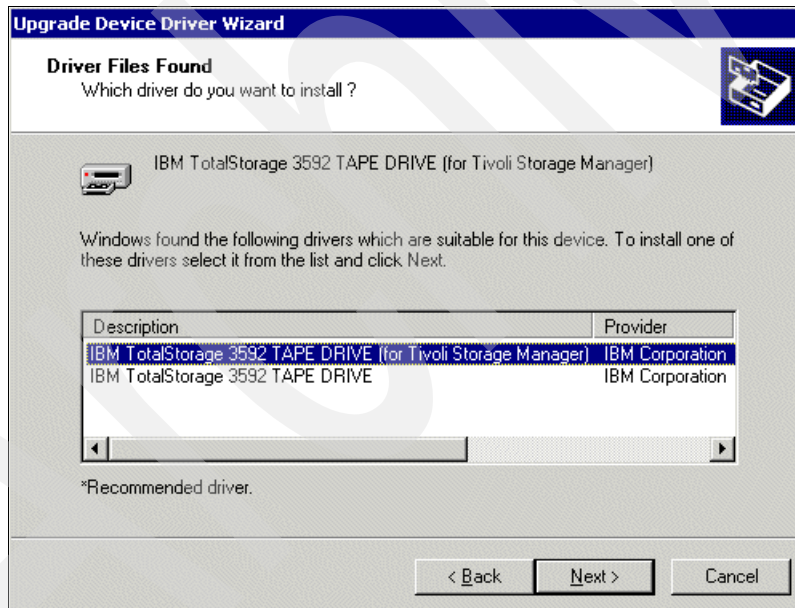 Upgrade Device Driver Wizard
Driver Files Found
Which driver do you want to install ?
IBM TotalStorage 3592 TAPE DRIVE (for Tivoli Storage Manager)
Windows found the following drivers which are suitable for this device. To install one of
these drivers select it from the list and click Next.
Description Provider
IBM TotalStorage 3592 TAPE DRIVE (for Tivoli Storage Manager) IBM Corporation
IBM TotalStorage 3592 TAPE DRIVE IBM Corporation
*Recommended driver.
< Back Next > Cancel